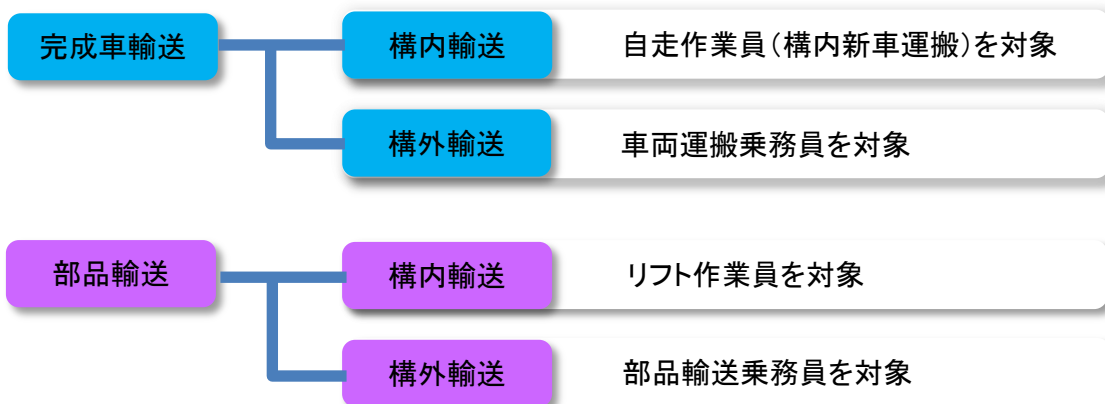 完成車輸送
構内輸送
自走作業員(構内新車運搬)を対象
構外輸送
車両運搬乗務員を対象
部品輸送
構内輸送
リフト作業員を対象
構外輸送
部品輸送乗務員を対象